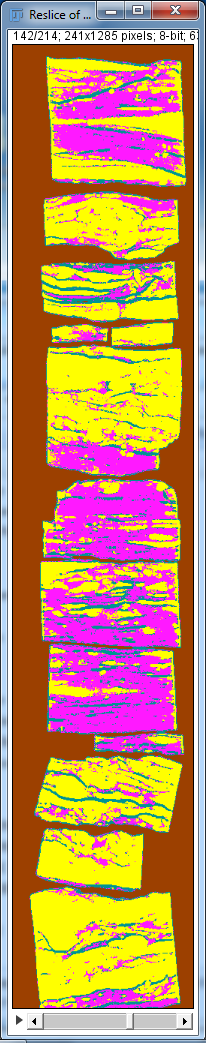 Reslice of ...
142/214; 241x1285 pixels; 8-bit; 6